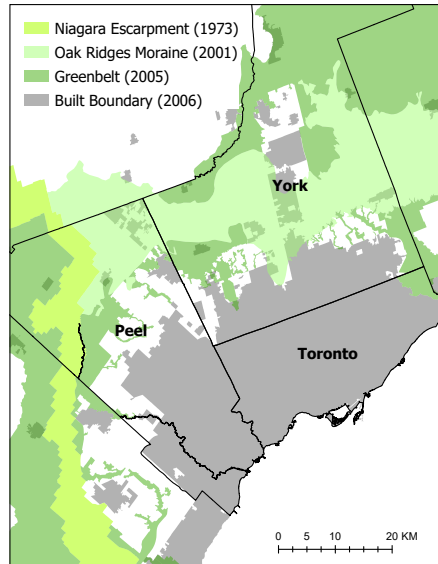 Niagara Escarpment (1973)
Oak Ridges Moraine (2001)
Greenbelt (2005)
Built Boundary (2006)
York
Peel
Toronto
0 5 10 20 KM